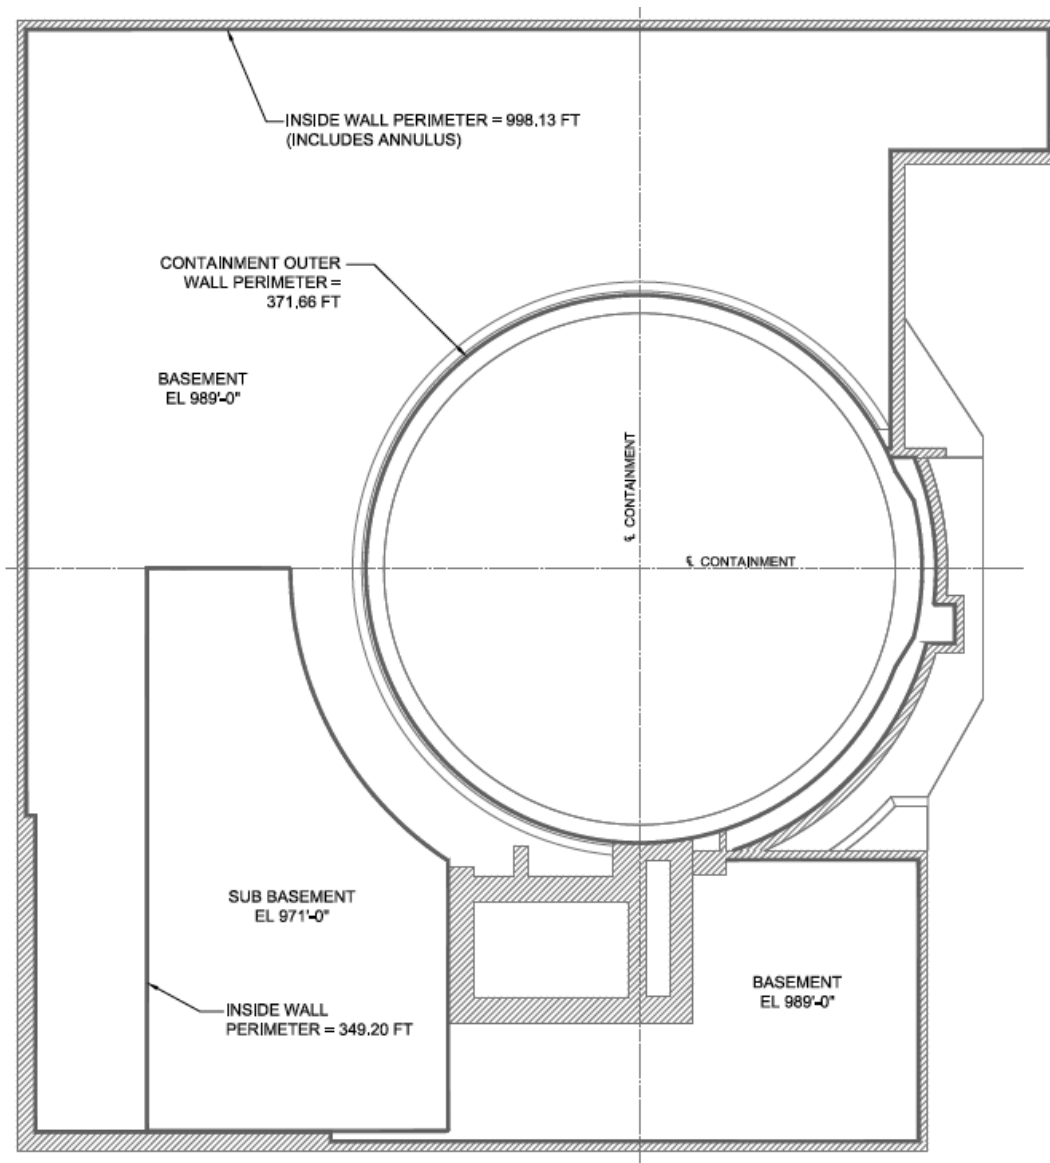 INSIDE WALL PERIMETER = 998.13 FT
(INCLUDES ANNULUS)
CONTAINMENT OUTER
WALL PERIMETER =
371.66 FT
BASEMENT
EL 989'-0"
℄ CONTAINMENT
℄ CONTAINMENT
SUB BASEMENT
EL 971'-0"
INSIDE WALL
PERIMETER = 349.20 FT
BASEMENT
EL 989'-0"